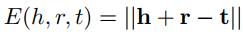 E(h, r, t) = ||h + r − t||